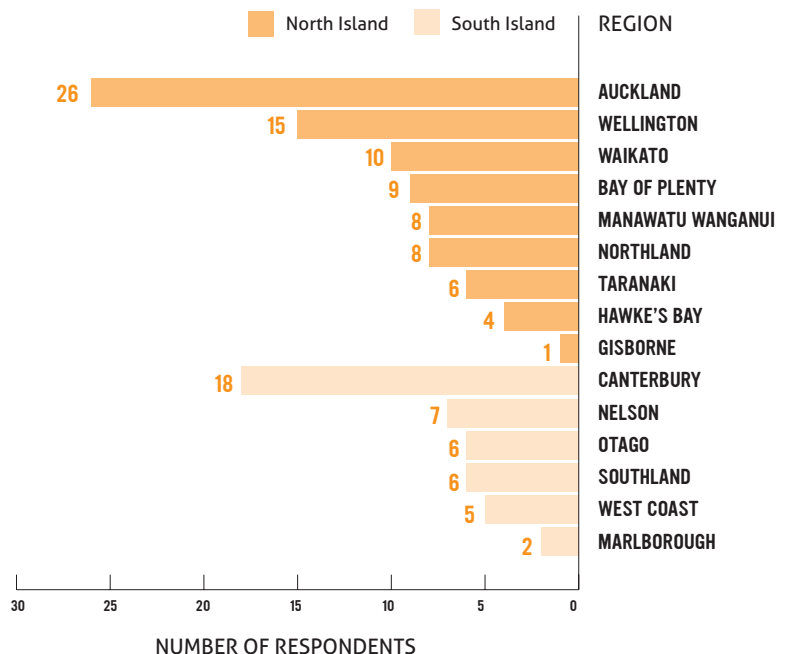 North Island South Island REGION
26 AUCKLAND
15 WELLINGTON
10 WAIKATO
9 BAY OF PLENTY
8 MANAWATU WANGANUI
8 NORTHLAND
6 TARANAKI
4 HAWKE'S BAY
1 GISBORNE
18 CANTERBURY
7 NELSON
6 OTAGO
6 SOUTHLAND
5 WEST COAST
2 MARLBOROUGH
30 25 20 15 10 5 0
NUMBER OF RESPONDENTS